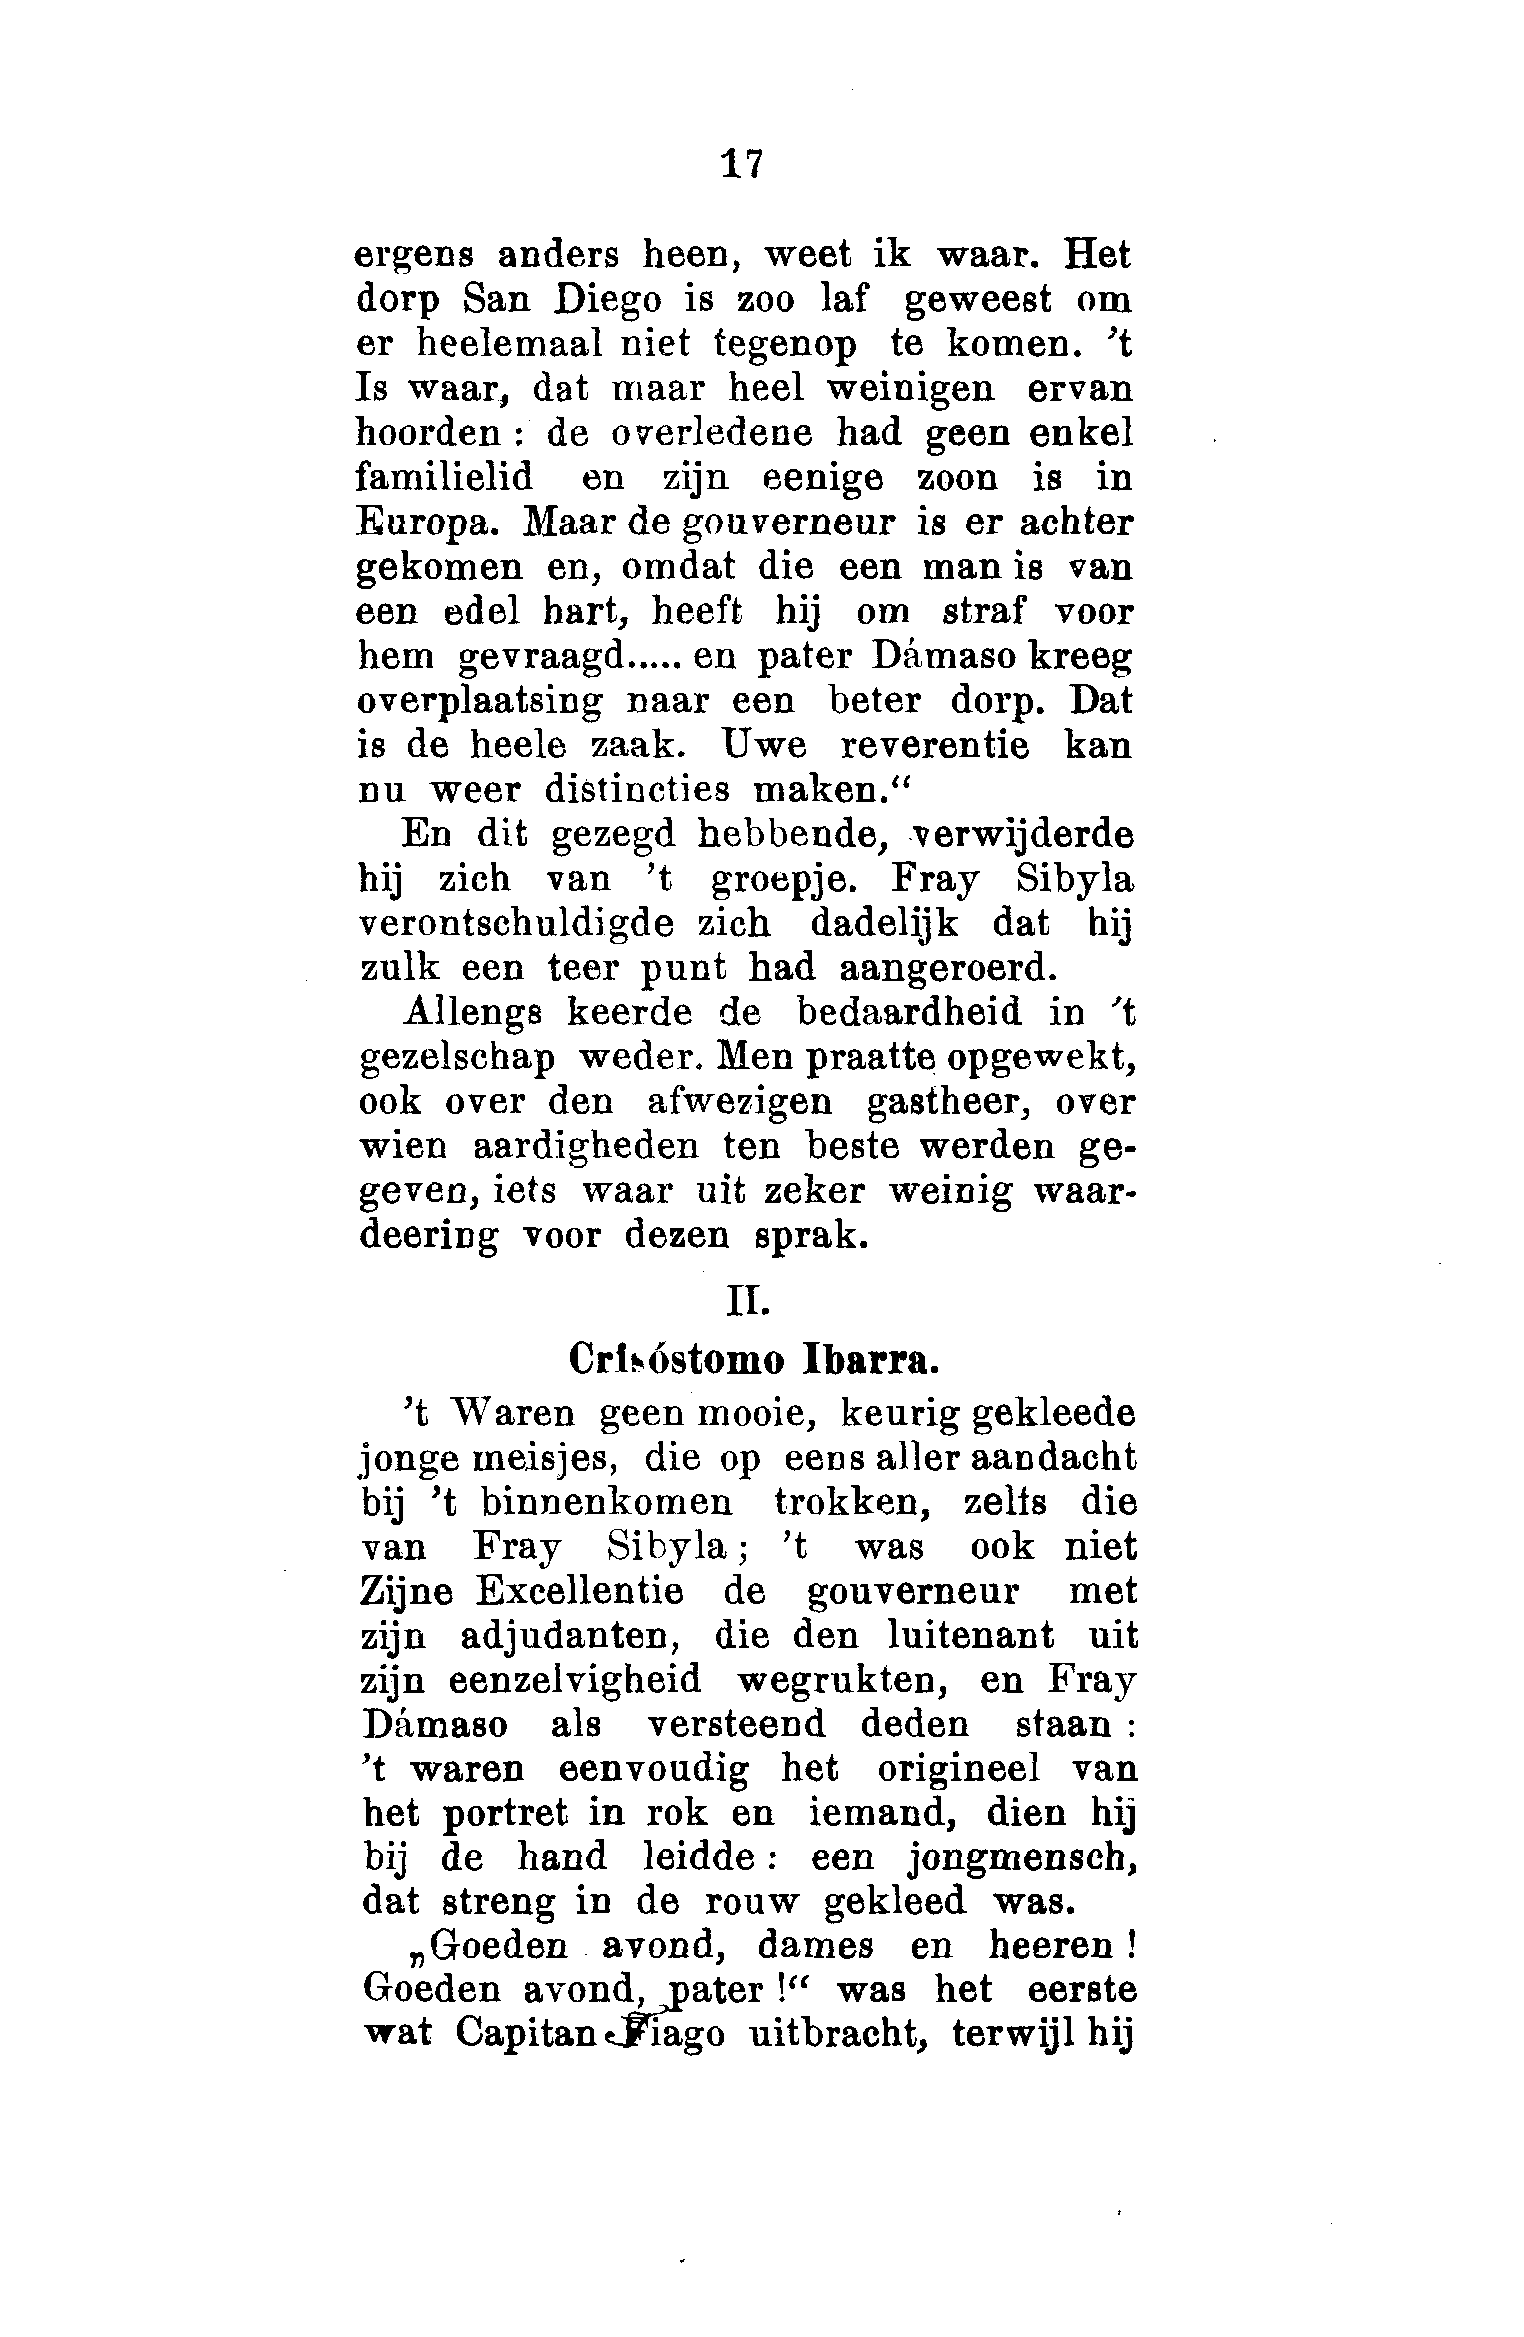 17
ergens anders heen, weet ik waar. Het
dorp San Diego is zoo laf geweest om
er heelemaal niet tegenop te komen. 't
Is waar, dat maar heel weinigen ervan
hoorden : de overledene had geen enkel
familielid en zijn eenige zoon is in
Europa. Maar de gouverneur is er achter
gekomen en, omdat die een man is van
een edel hart, heeft hij om straf voor
hem gevraagd..... en pater Dámaso kreeg
overplaatsing naar een beter dorp. Dat
is de heele zaak. Uwe reverentie kan
nu weer distincties maken.“
En dit gezegd hebbende, verwijderde
hij zich van 't groepje. Fray Sibyla
verontschuldigde zich dadelijk dat hij
zulk een teer punt had aangeroerd.
Allengs keerde de bedaardheid in 't
gezelschap weder. Men praatte opgewekt,
ook over den afwezigen gastheer, over
wien aardigheden ten beste werden ge-
geven, iets waar uit zeker weinig waar-
deering voor dezen sprak.
II.
Crisóstomo Ibarra.
't Waren geen mooie, keurig gekleede
jonge meisjes, die op eens aller aandacht
bij 't binnenkomen trokken, zelfs die
van Fray Sibyla ; 't was ook niet
Zijne Excellentie de gouverneur met
zijn adjudanten, die den luitenant uit
zijn eenzelvigheid wegrukten, en Fray
Dámaso als versteend deden staan :
't waren eenvoudig het origineel van
het portret in rok en iemand, dien hij
bij de hand leidde : een jongmensch,
dat streng in de rouw gekleed was.
„Goeden avond, dames en heeren !
Goeden avond, pater !“ was het eerste
wat Capitan Tiago uitbracht, terwijl hij